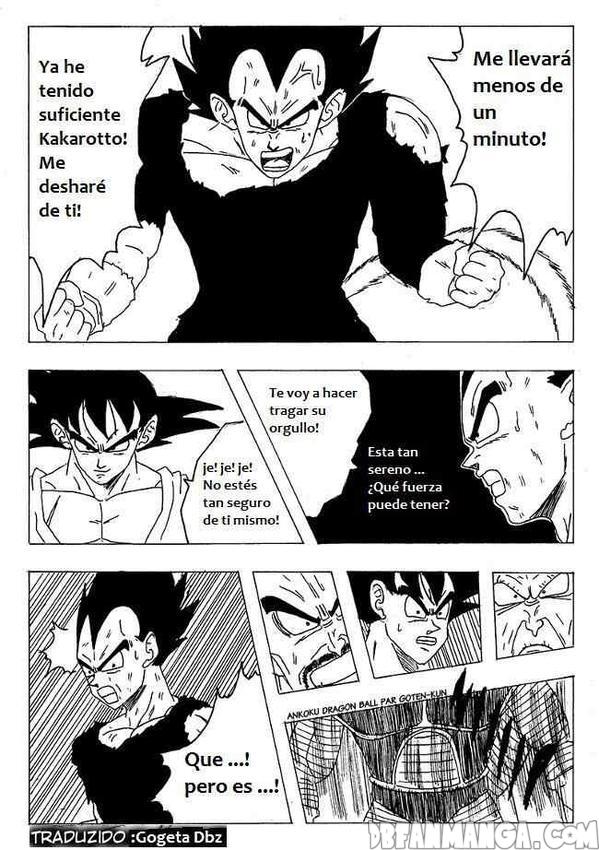 Ya he
tenido
suficiente
Kakarotto!
Me
desharé
de ti!
Me llevará
menos de
un
minuto!
je! je! je!
No estés
tan seguro
de ti mismo!
Te voy a hacer
tragar su
orgullo!
Esta tan
sereno ...
¿Qué fuerza
puede tener?
Que ...!
pero es ...!
ANKOKU DRAGON BALL PAR GOTEN-KUN
TRADUZIDO :Gogeta Dbz
DBFANMANGA.COM